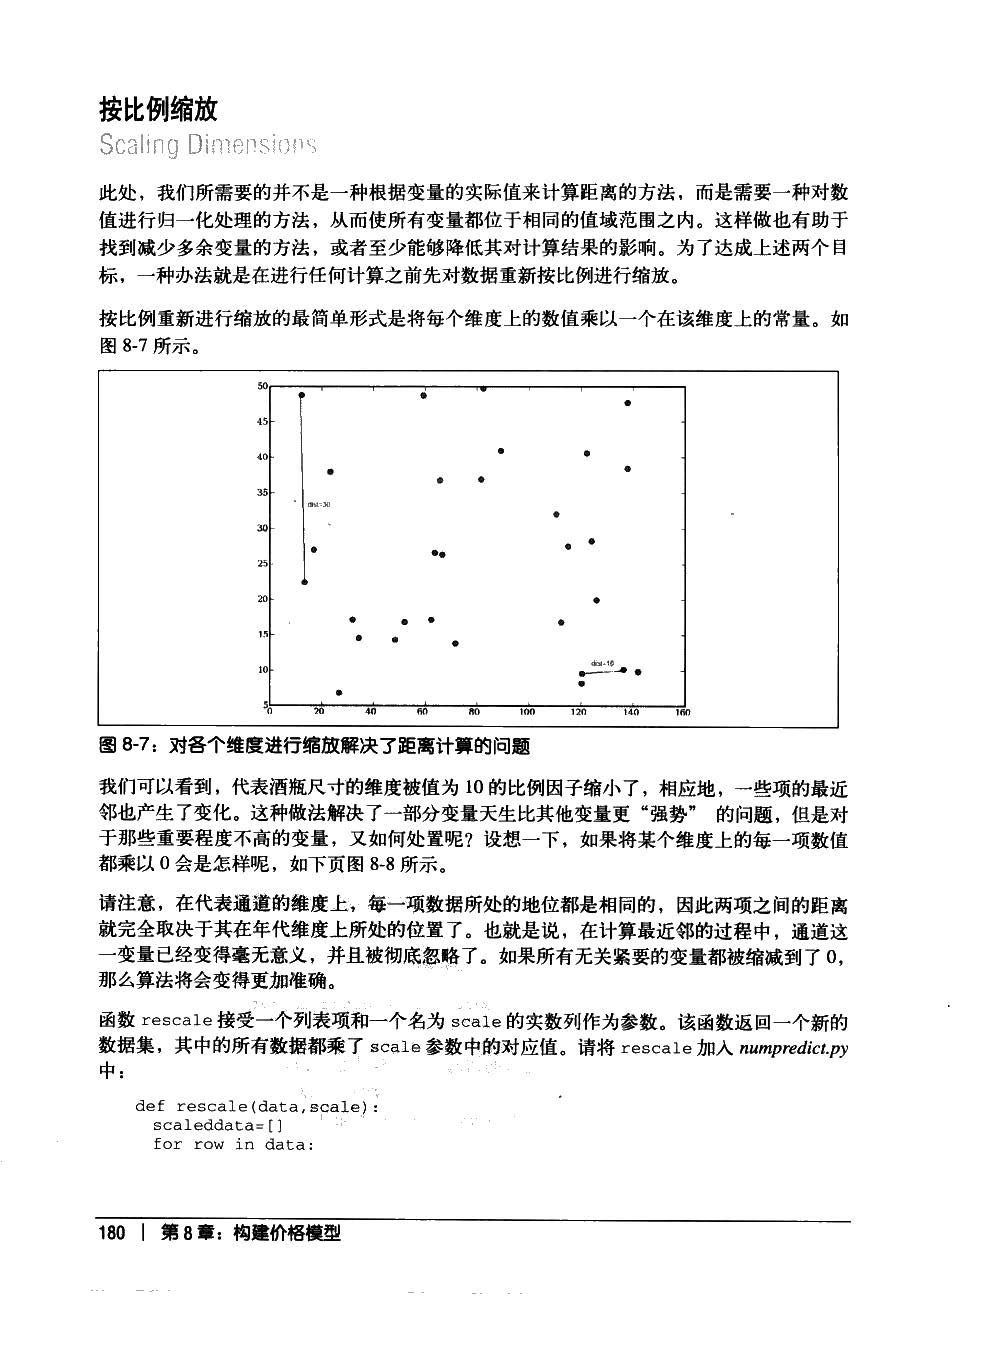 按比例缩放
Scaling Dimensions
此处，我们所需要的并不是一种根据变量的实际值来计算距离的方法，而是需要一种对数
值进行归一化处理的方法，从而使所有变量都位于相同的值域范围之内。这样做也有助于
找到减少多余变量的方法，或者至少能够降低其对计算结果的影响。为了达成上述两个目
标，一种办法就是在进行任何计算之前先对数据重新按比例进行缩放。
按比例重新进行缩放的最简单形式是将每个维度上的数值乘以一个在该维度上的常量。如
图 8-7 所示。
50
45
40
35
dist=30
30
25
20
15
dist=16
10
5
0 20 40 60 80 100 120 140 160
图 8-7：对各个维度进行缩放解决了距离计算的问题
我们可以看到，代表酒瓶尺寸的维度被值为 10 的比例因子缩小了，相应地，一些项的最近
邻也产生了变化。这种做法解决了一部分变量天生比其他变量更“强势” 的问题，但是对
于那些重要程度不高的变量，又如何处置呢？设想一下，如果将某个维度上的每一项数值
都乘以 0 会是怎样呢，如下页图 8-8 所示。
请注意，在代表通道的维度上，每一项数据所处的地位都是相同的，因此两项之间的距离
就完全取决于其在年代维度上所处的位置了。也就是说，在计算最近邻的过程中，通道这
一变量已经变得毫无意义，并且被彻底忽略了。如果所有无关紧要的变量都被缩减到了 0，
那么算法将会变得更加准确。
函数 rescale 接受一个列表项和一个名为 scale 的实数列作为参数。该函数返回一个新的
数据集，其中的所有数据都乘了 scale 参数中的对应值。请将 rescale 加入 numpredict.py
中：
def rescale(data,scale):
scaleddata=[]
for row in data:
180 | 第 8 章：构建价格模型